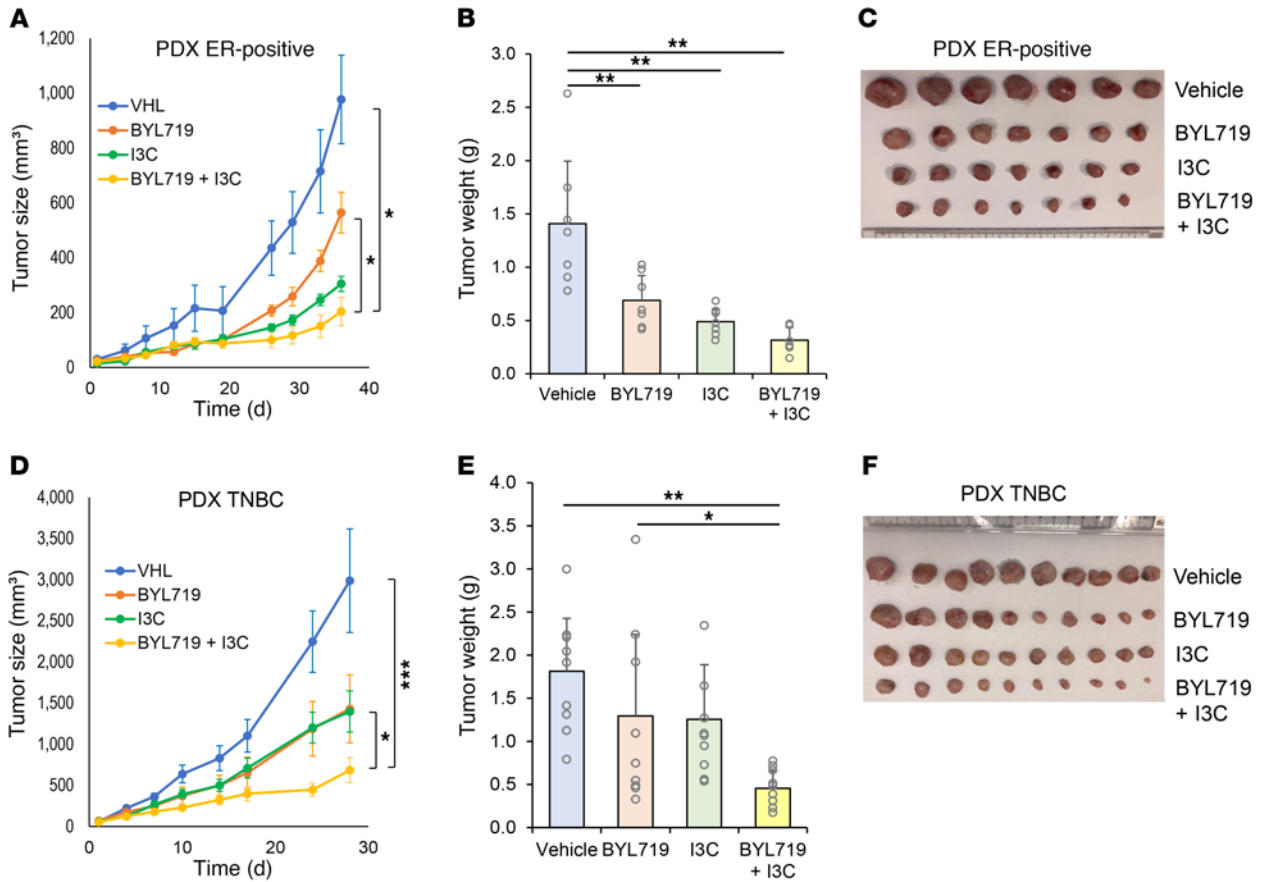 A
PDX ER-positive
1,200
1,000
800
600
400
200
0
Tumor size (mm³)
VHL
BYL719
I3C
BYL719 + I3C
*
*
0
10
20
30
40
Time (d)
B
3.0
2.5
2.0
1.5
1.0
0.5
0.0
Tumor weight (g)
**
**
**
Vehicle
BYL719
I3C
BYL719
+ I3C
C
PDX ER-positive
Vehicle
BYL719
I3C
BYL719
+ I3C
D
PDX TNBC
4,000
3,500
3,000
2,500
2,000
1,500
1,000
500
0
Tumor size (mm³)
VHL
BYL719
I3C
BYL719 + I3C
***
*
0
10
20
30
Time (d)
E
4.0
3.5
3.0
2.5
2.0
1.5
1.0
0.5
0.0
Tumor weight (g)
**
*
Vehicle
BYL719
I3C
BYL719
+ I3C
F
PDX TNBC
Vehicle
BYL719
I3C
BYL719
+ I3C